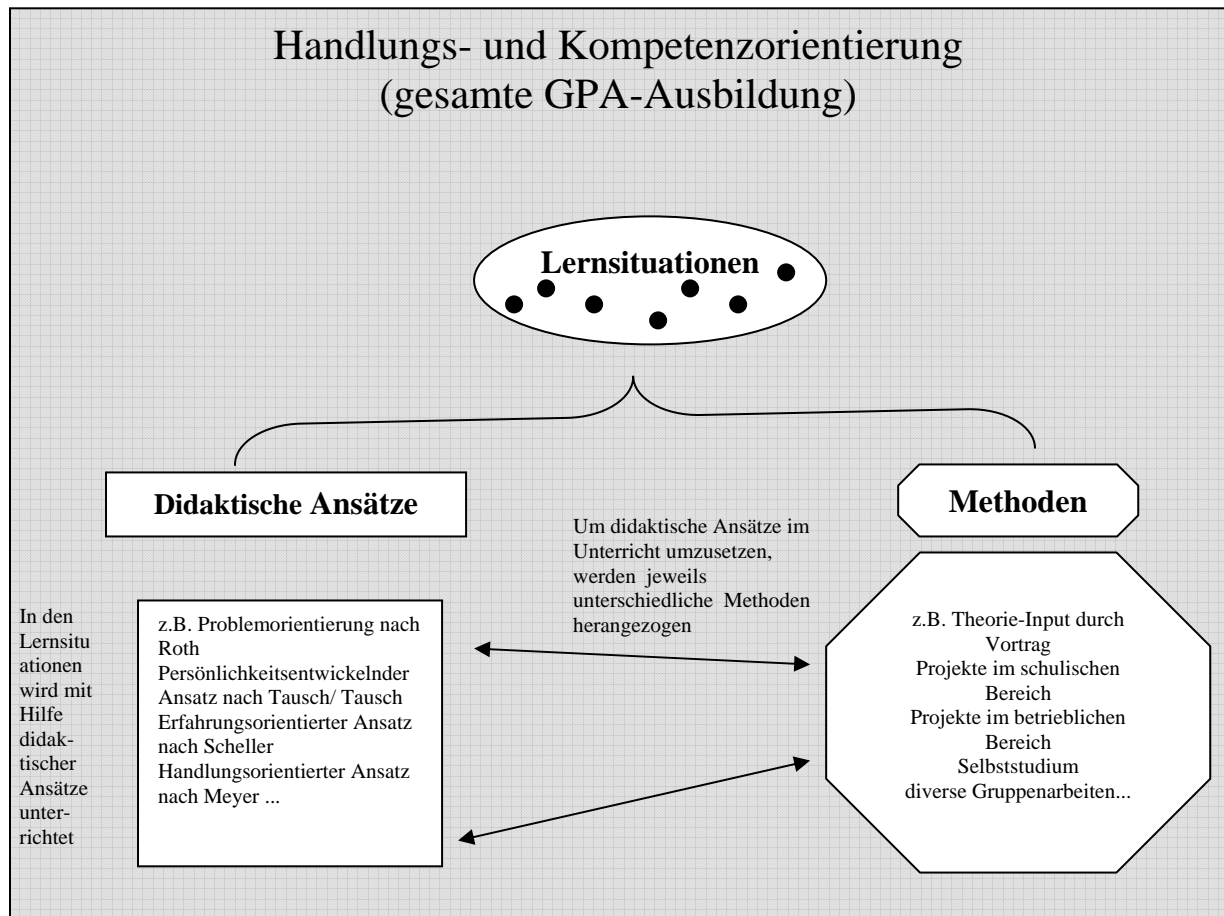 Handlungs- und Kompetenzorientierung
(gesamte GPA-Ausbildung)
Lernsituationen
Didaktische Ansätze
Methoden
Um didaktische Ansätze im
Unterricht umzusetzen,
werden jeweils
unterschiedliche Methoden
herangezogen
In den
Lernsitu
ationen
wird mit
Hilfe
didak-
tischer
Ansätze
unter-
richtet
z.B. Problemorientierung nach
Roth
Persönlichkeitsentwickelnder
Ansatz nach Tausch/ Tausch
Erfahrungsorientierter Ansatz
nach Scheller
Handlungsorientierter Ansatz
nach Meyer ...
z.B. Theorie-Input durch
Vortrag
Projekte im schulischen
Bereich
Projekte im betrieblichen
Bereich
Selbststudium
diverse Gruppenarbeiten...